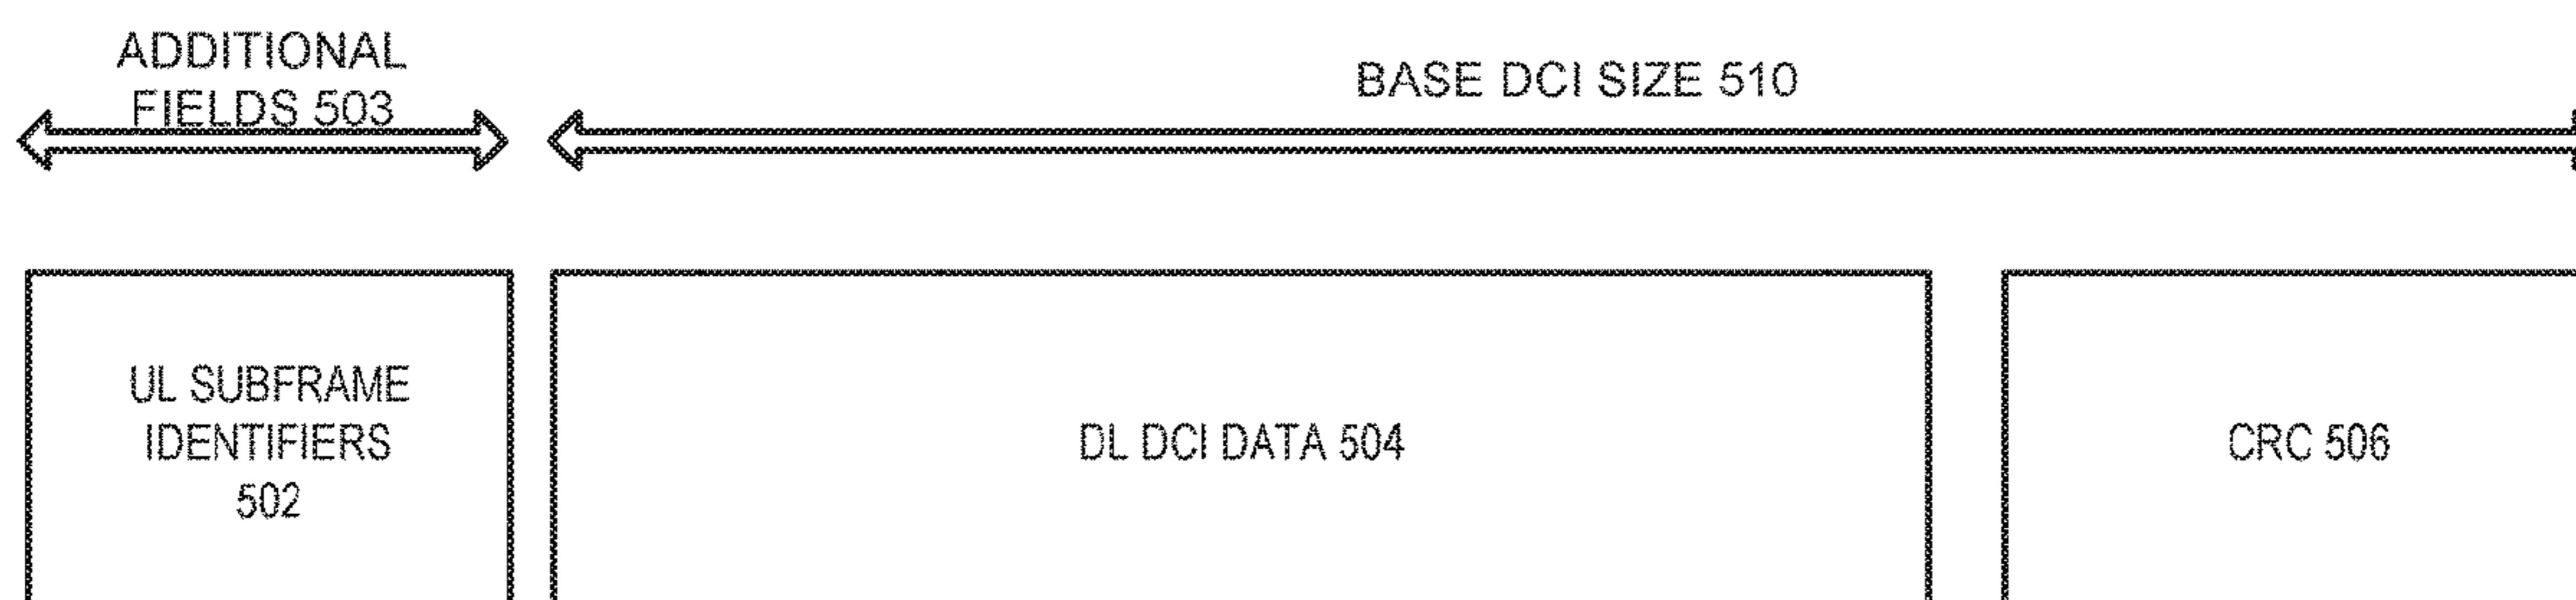 ADDITIONAL
FIELDS 503
BASE DCI SIZE 510
UL SUBFRAME
IDENTIFIERS
502
DL DCI DATA 504
CRC 506